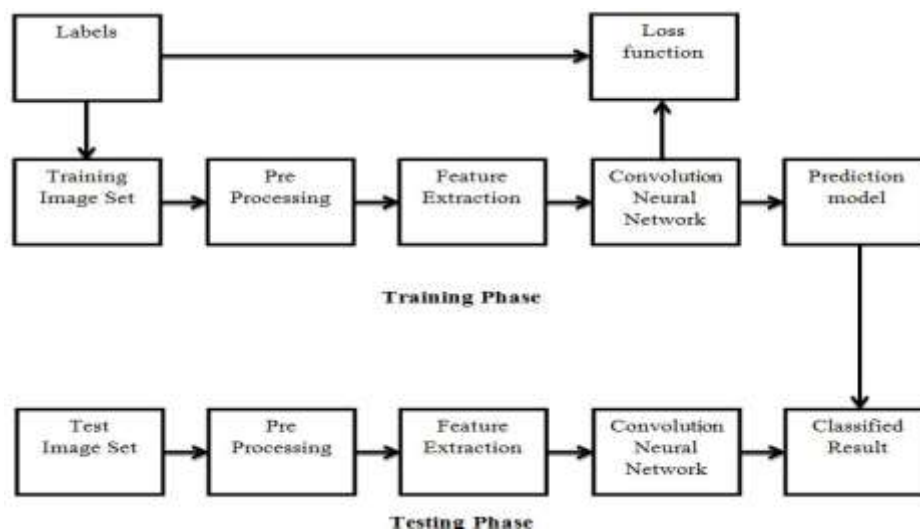 Labels
Loss
function
Training
Image Set
Pre
Processing
Feature
Extraction
Convolution
Neural
Network
Prediction
model
Training Phase
Test
Image Set
Pre
Processing
Feature
Extraction
Convolution
Neural
Network
Classified
Result
Testing Phase